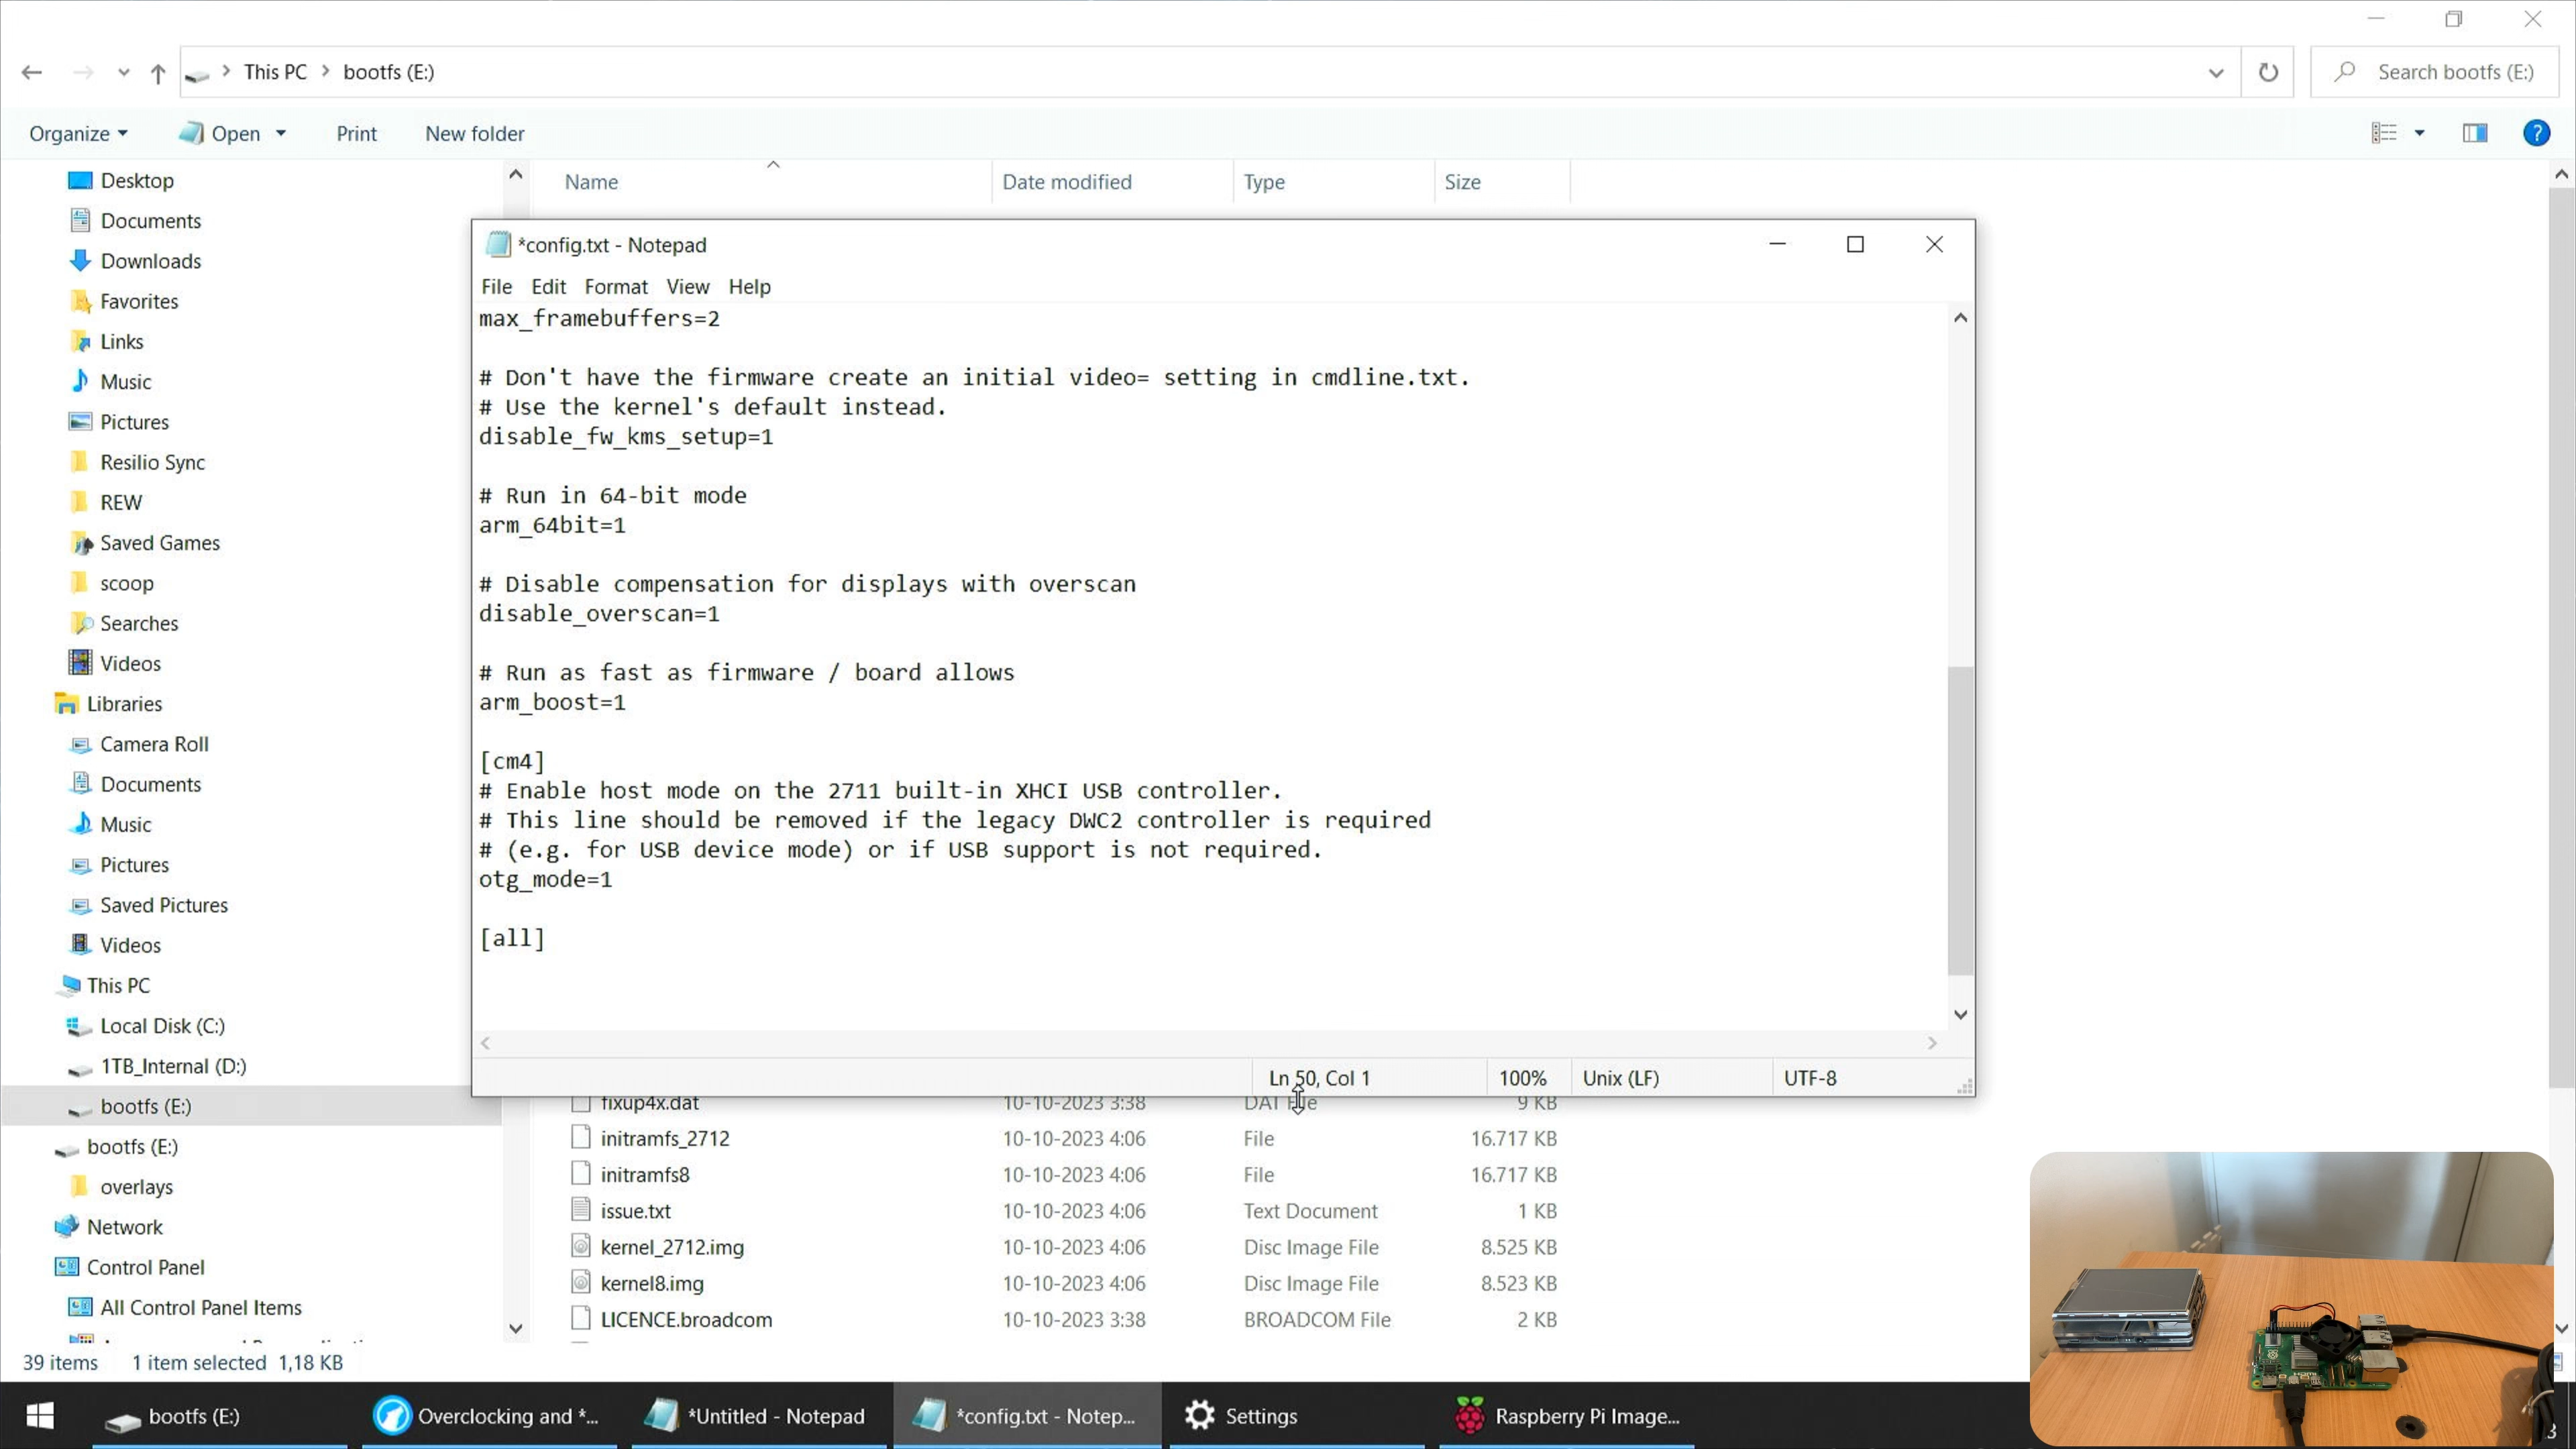 This PC
bootfs (E:)
Search bootfs (E:)
Organize
Open
Print
New folder
Name
Date modified
Type
Size
Desktop
Documents
Downloads
Favorites
Links
Music
Pictures
Resilio Sync
REW
Saved Games
scoop
Searches
Videos
Libraries
Camera Roll
Documents
Music
Pictures
Saved Pictures
Videos
This PC
Local Disk (C:)
1TB_Internal (D:)
bootfs (E:)
bootfs (E:)
overlays
Network
Control Panel
All Control Panel Items
*config.txt - Notepad
File Edit Format View Help
max_framebuffers=2
# Don't have the firmware create an initial video= setting in cmdline.txt.
# Use the kernel's default instead.
disable_fw_kms_setup=1
# Run in 64-bit mode
arm_64bit=1
# Disable compensation for displays with overscan
disable_overscan=1
# Run as fast as firmware / board allows
arm_boost=1
[cm4]
# Enable host mode on the 2711 built-in XHCI USB controller.
# This line should be removed if the legacy DWC2 controller is required
# (e.g. for USB device mode) or if USB support is not required.
otg_mode=1
[all]
Ln 50, Col 1
100%
Unix (LF)
UTF-8
fixup4x.dat 10-10-2023 3:38 DAT File 9 KB
initramfs_2712 10-10-2023 4:06 File 16.717 KB
initramfs8 10-10-2023 4:06 File 16.717 KB
issue.txt 10-10-2023 4:06 Text Document 1 KB
kernel_2712.img 10-10-2023 4:06 Disc Image File 8.525 KB
kernel8.img 10-10-2023 4:06 Disc Image File 8.523 KB
LICENCE.broadcom 10-10-2023 3:38 BROADCOM File 2 KB
39 items 1 item selected 1,18 KB
bootfs (E:)
Overclocking and *...
*Untitled - Notepad
*config.txt - Notep...
Settings
Raspberry Pi Image...